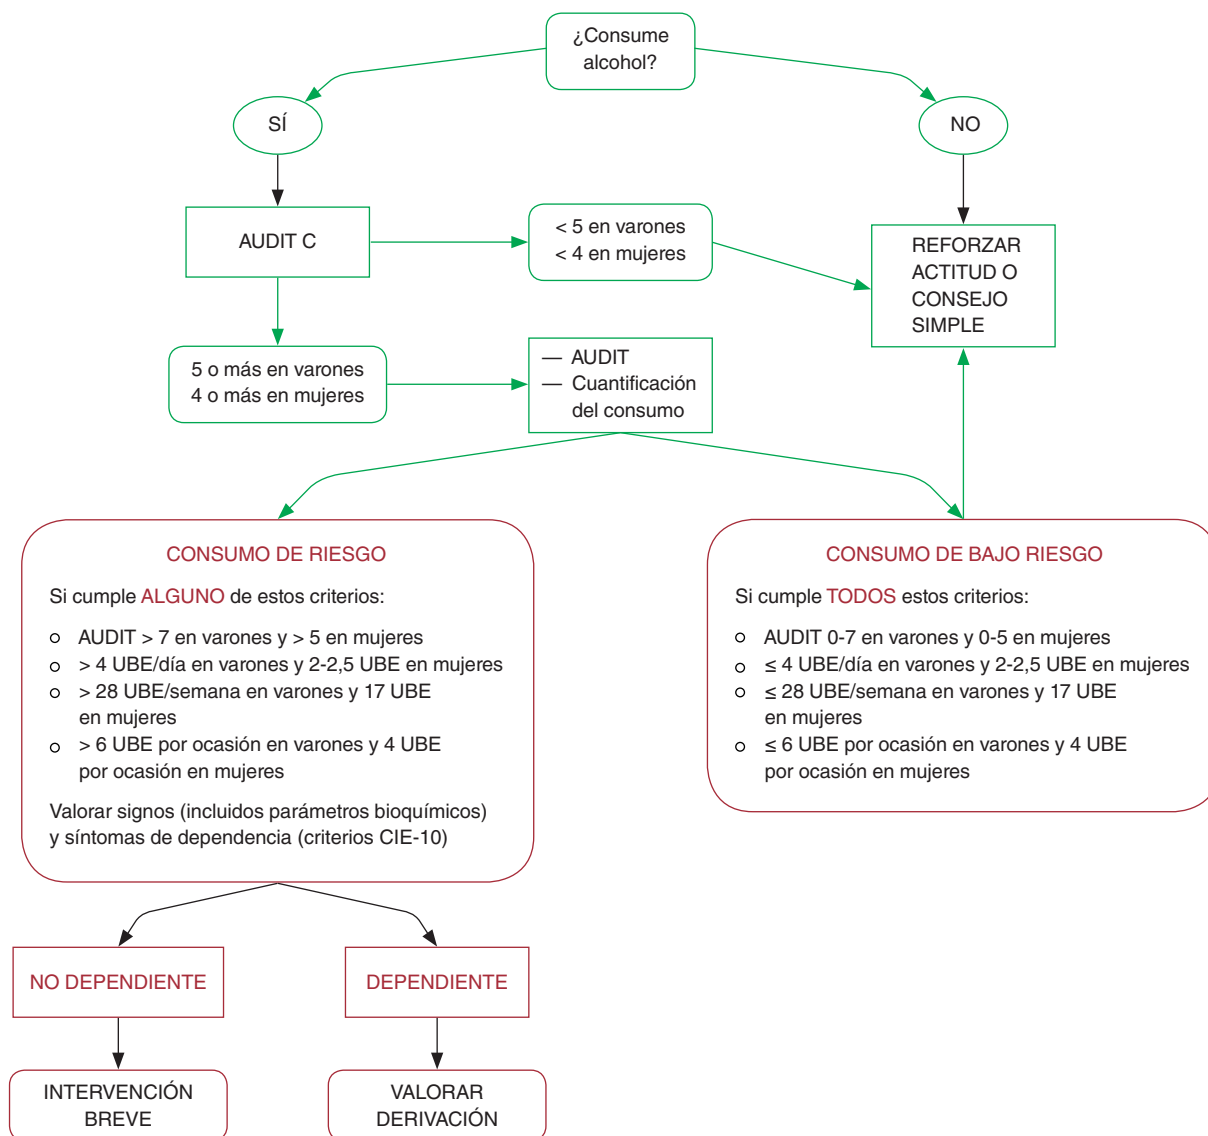 ¿Consume
alcohol?
SÍ
NO
AUDIT C
< 5 en varones
< 4 en mujeres
REFORZAR
ACTITUD O
CONSEJO
SIMPLE
5 o más en varones
4 o más en mujeres
— AUDIT
— Cuantificación
del consumo
CONSUMO DE RIESGO
Si cumple ALGUNO de estos criterios:
AUDIT > 7 en varones y > 5 en mujeres
> 4 UBE/día en varones y 2-2,5 UBE en mujeres
> 28 UBE/semana en varones y 17 UBE
en mujeres
> 6 UBE por ocasión en varones y 4 UBE
por ocasión en mujeres
Valorar signos (incluidos parámetros bioquímicos)
y síntomas de dependencia (criterios CIE-10)
CONSUMO DE BAJO RIESGO
Si cumple TODOS estos criterios:
AUDIT 0-7 en varones y 0-5 en mujeres
≤ 4 UBE/día en varones y 2-2,5 UBE en mujeres
≤ 28 UBE/semana en varones y 17 UBE
en mujeres
≤ 6 UBE por ocasión en varones y 4 UBE
por ocasión en mujeres
NO DEPENDIENTE
DEPENDIENTE
INTERVENCIÓN
BREVE
VALORAR
DERIVACIÓN